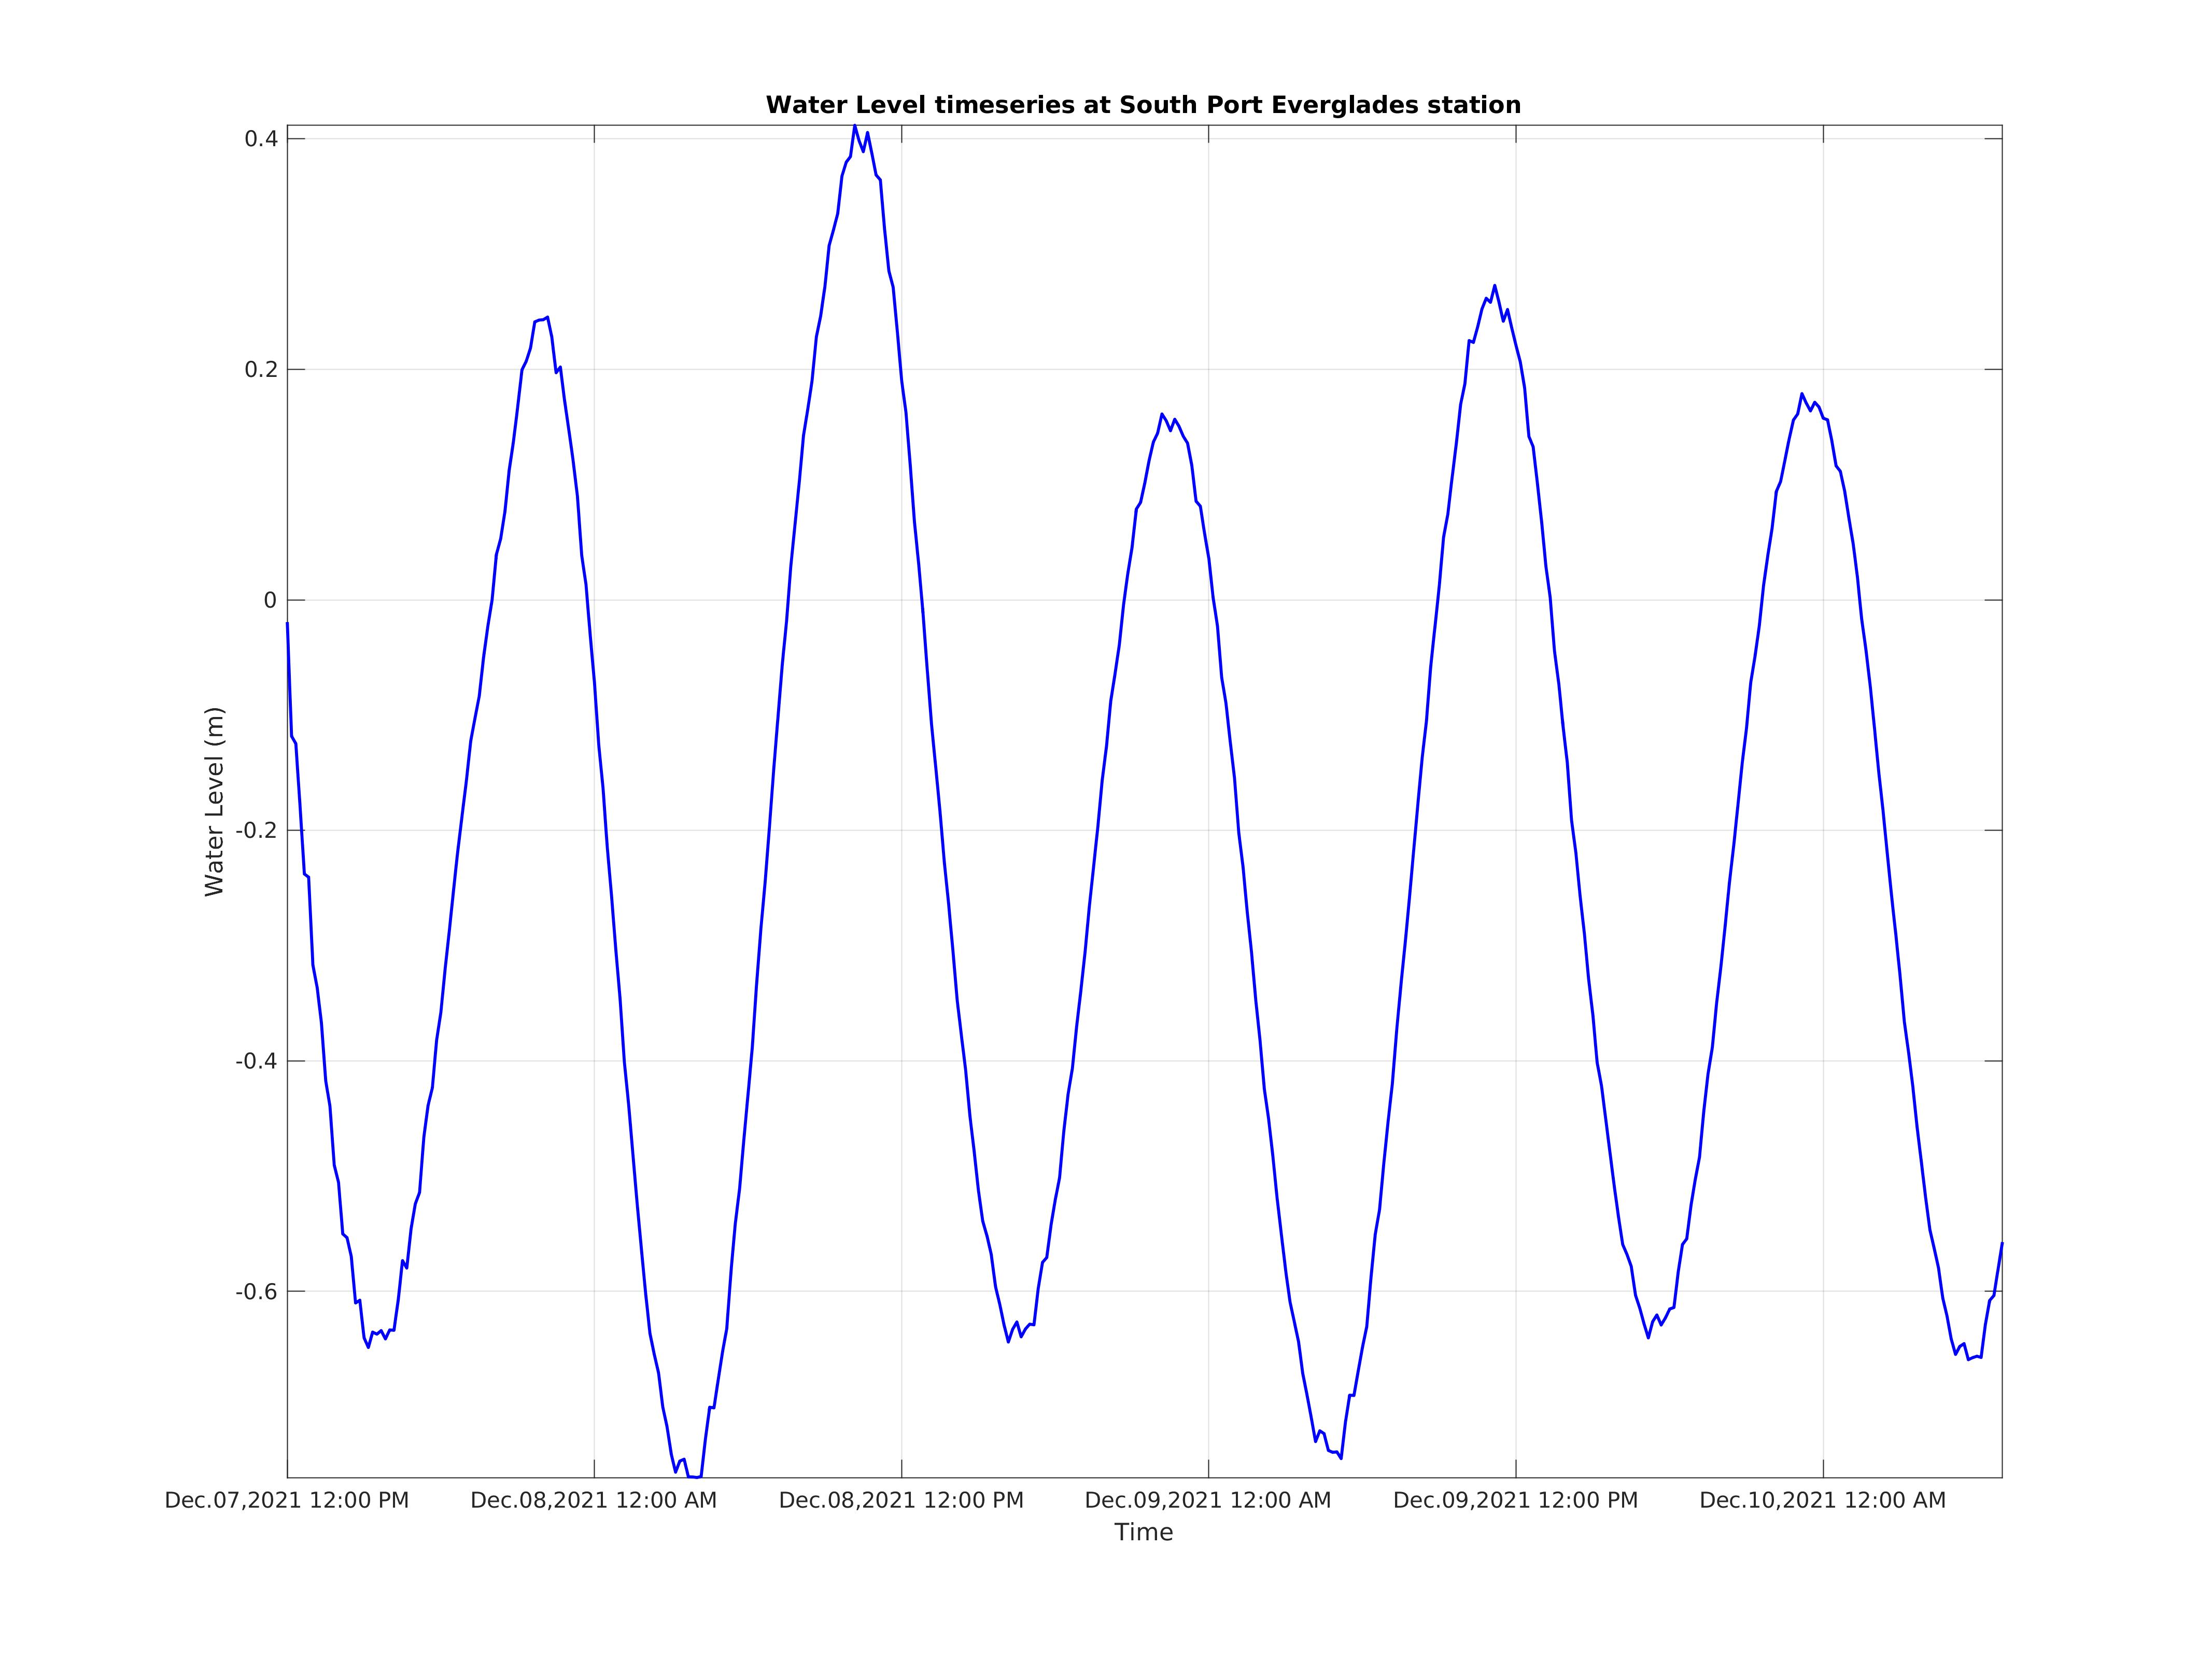 Water Level timeseries at South Port Everglades station
0.4
0.2
0
-0.2
-0.4
-0.6
Water Level (m)
Dec.07,2021 12:00 PM Dec.08,2021 12:00 AM Dec.08,2021 12:00 PM Dec.09,2021 12:00 AM Dec.09,2021 12:00 PM Dec.10,2021 12:00 AM
Time